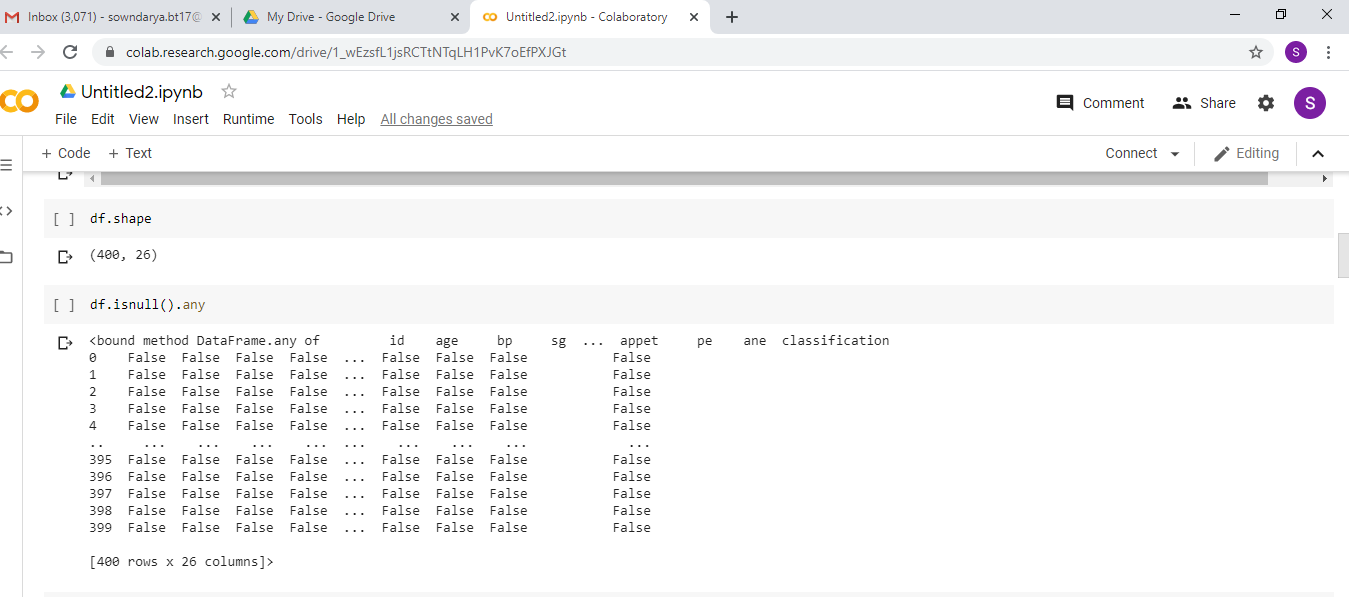 Inbox (3,071) - sowndarya.bt17@
My Drive - Google Drive
Untitled2.ipynb - Colaboratory
colab.research.google.com/drive/1_wEzsfL1jsRCTtNTqLH1PvK7oEfPXJGt
S
CO
Untitled2.ipynb
File Edit View Insert Runtime Tools Help All changes saved
Comment Share S
+ Code + Text
Connect Editing
[ ] df.shape
(400, 26)
[ ] df.isnull().any
<bound method DataFrame.any of         id    age     bp     sg  ...  appet     pe    ane  classification
0    False  False  False  False  ...  False  False  False           False
1    False  False  False  False  ...  False  False  False           False
2    False  False  False  False  ...  False  False  False           False
3    False  False  False  False  ...  False  False  False           False
4    False  False  False  False  ...  False  False  False           False
..     ...    ...    ...    ...  ...    ...    ...    ...             ...
395  False  False  False  False  ...  False  False  False           False
396  False  False  False  False  ...  False  False  False           False
397  False  False  False  False  ...  False  False  False           False
398  False  False  False  False  ...  False  False  False           False
399  False  False  False  False  ...  False  False  False           False
[400 rows x 26 columns]>